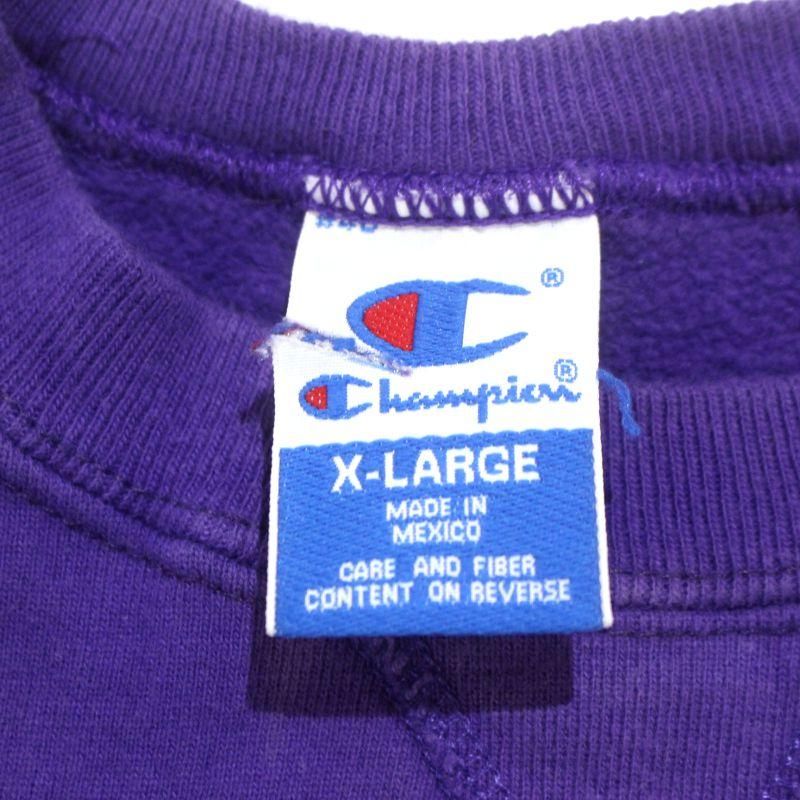 ®
Champion®
X-LARGE
MADE IN
MEXICO
CARE AND FIBER
CONTENT ON REVERSE